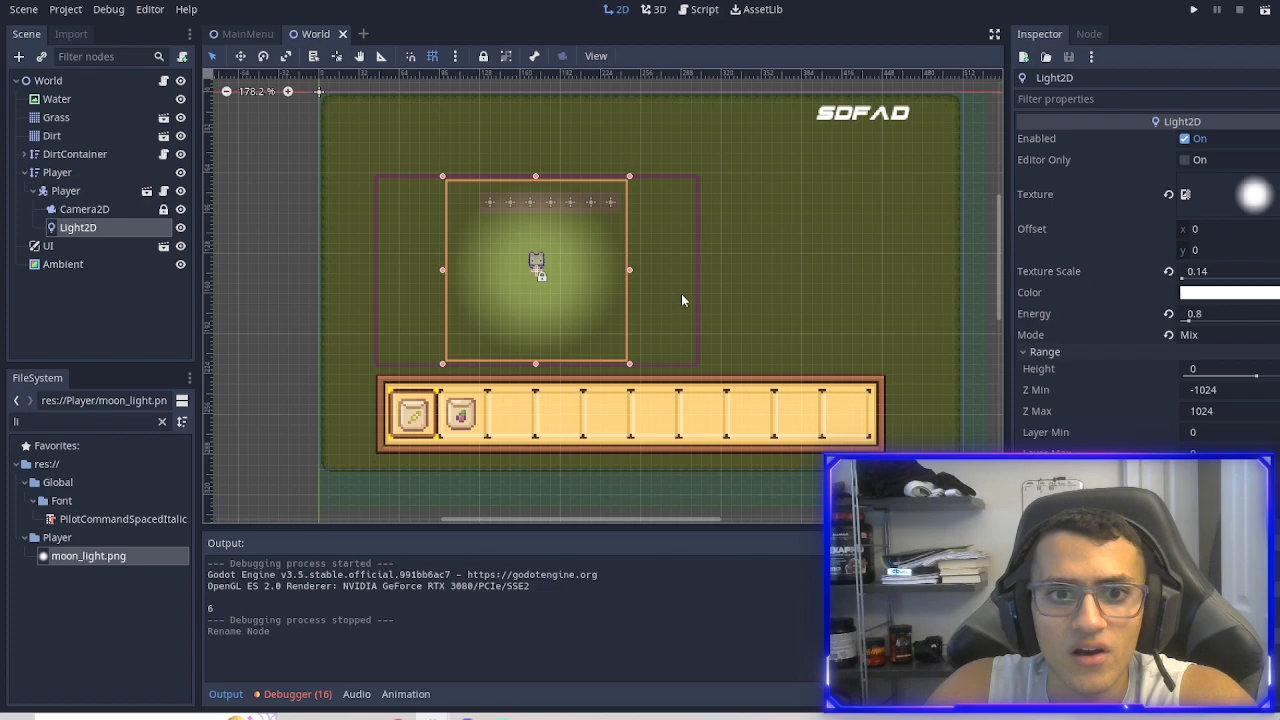 Scene Project Debug Editor Help
2D 3D Script AssetLib
Scene Import
MainMenu World
Inspector Node
Filter nodes
View
178.2 %
Light2D
Filter properties
World
Water
Grass
Dirt
DirtContainer
Player
Player
Camera2D
Light2D
UI
Ambient
SDFAD
Light2D
Enabled On
Editor Only On
Texture
Offset x 0
y 0
Texture Scale 0.14
Color
Energy 0.8
Mode Mix
Range
Height 0
Z Min -1024
Z Max 1024
Layer Min 0
FileSystem
res://Player/moon_light.pn
li
Favorites:
res://
Global
Font
PilotCommandSpacedItalic
Player
moon_light.png
Output:
--- Debugging process started ---
Godot Engine v3.5.stable.official.991bb6ac7 - https://godotengine.org
OpenGL ES 2.0 Renderer: NVIDIA GeForce RTX 3080/PCIe/SSE2
6
--- Debugging process stopped ---
Rename Node
Output Debugger (16) Audio Animation